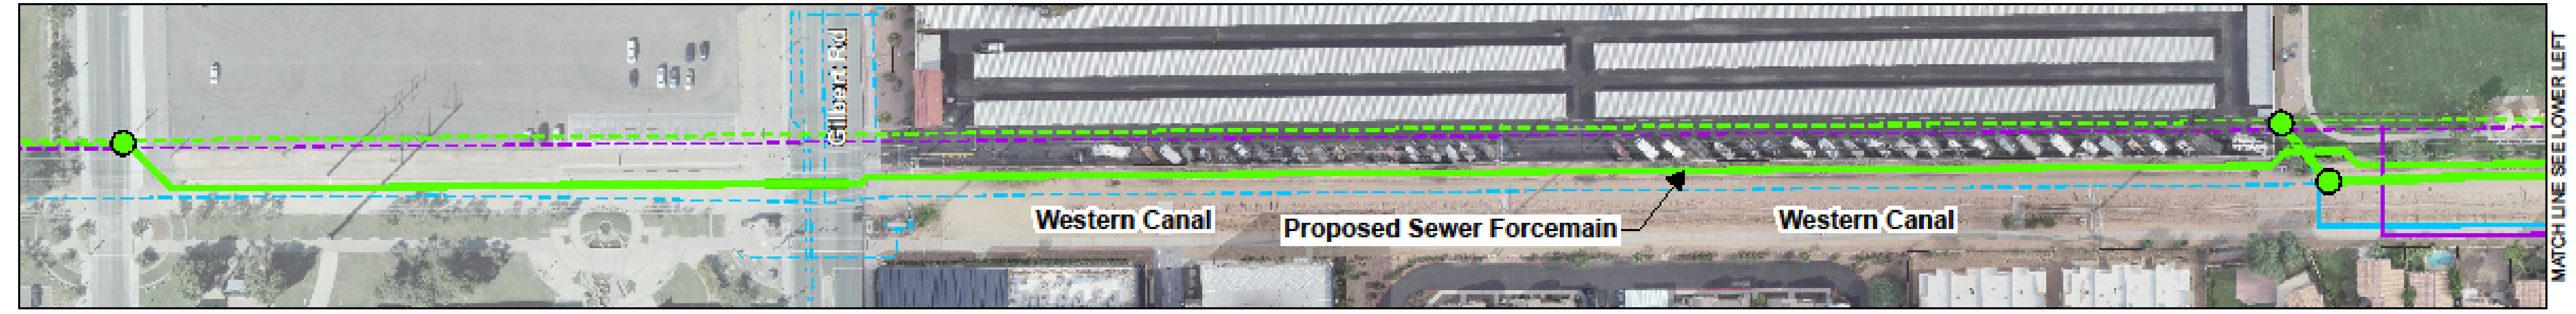 Gilbert Rd
Western Canal
Proposed Sewer Forcemain
Western Canal
MATCH LINE SEE LOWER LEFT